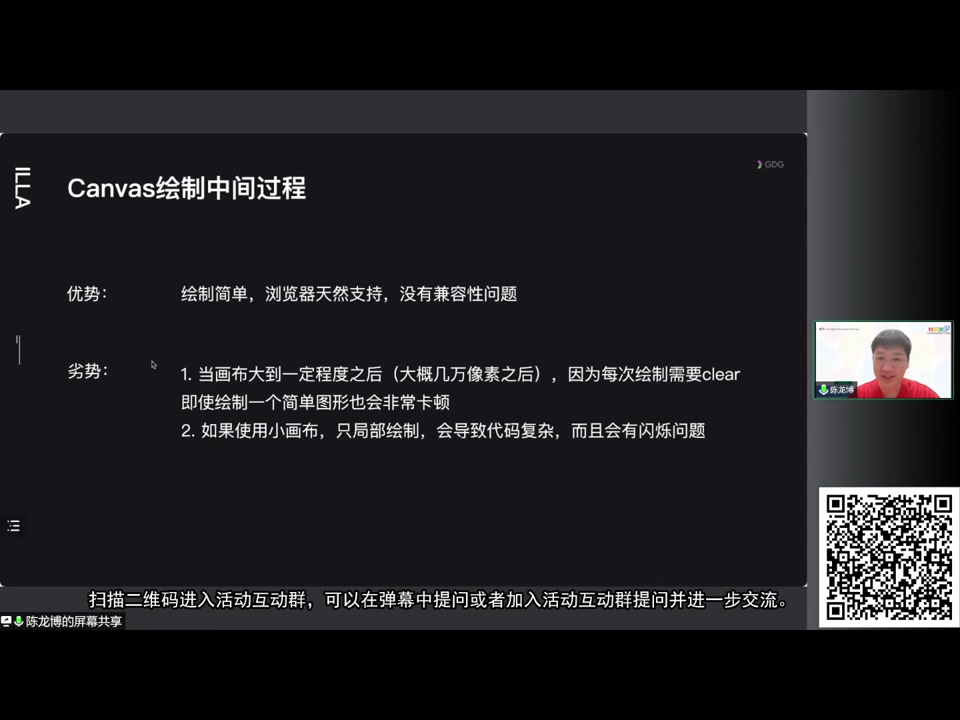 ILLA
GDG
Canvas绘制中间过程
优势：
绘制简单，浏览器天然支持，没有兼容性问题
劣势：
1. 当画布大到一定程度之后（大概几万像素之后），因为每次绘制需要clear
即使绘制一个简单图形也会非常卡顿
2. 如果使用小画布，只局部绘制，会导致代码复杂，而且会有闪烁问题
陈龙博
扫描二维码进入活动互动群，可以在弹幕中提问或者加入活动互动群提问并进一步交流。
陈龙博的屏幕共享